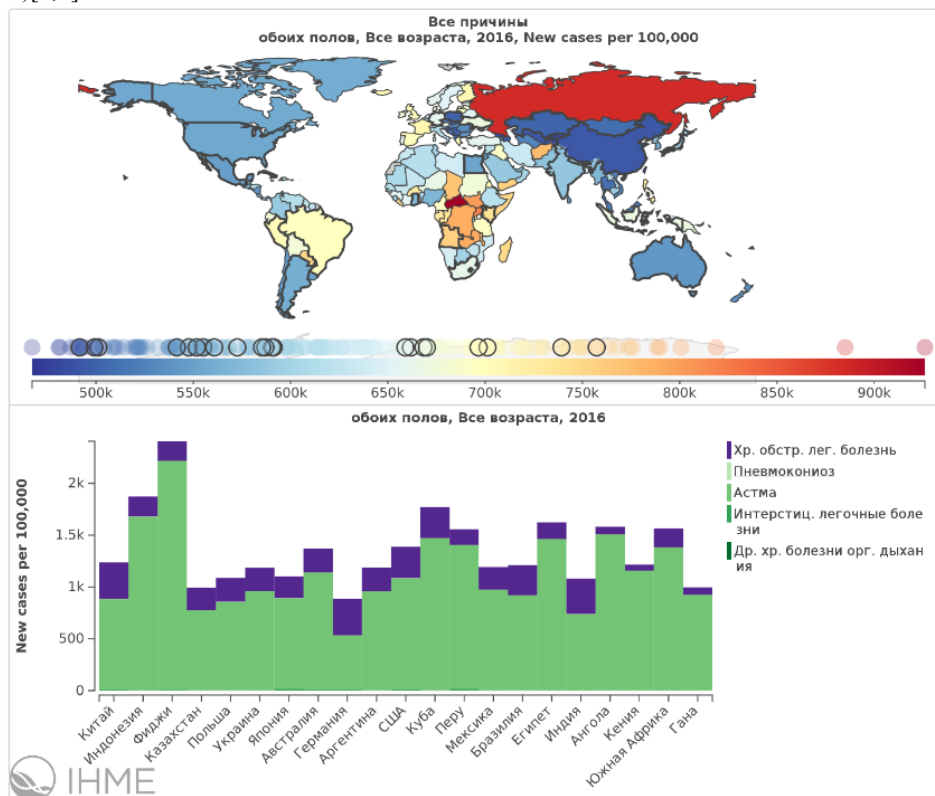 Все причины
обоих полов, Все возраста, 2016, New cases per 100,000
500k 550k 600k 650k 700k 750k 800k 850k 900k
обоих полов, Все возраста, 2016
New cases per 100,000
2k
1.5k
1k
500
0
Хр. обстр. лег. болезнь
Пневмокониоз
Астма
Интерстиц. легочные боле
зни
Др. хр. болезни орг. дыхан
ия
Китай
Индонезия
Фиджи
Казахстан
Польша
Украина
Япония
Австралия
Германия
Аргентина
США
Куба
Перу
Мексика
Бразилия
Египет
Индия
Ангола
Кения
Южная Африка
Гана
IHME